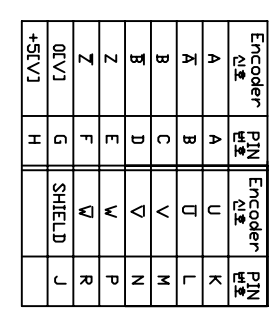 Encoder 신호 PIN 번호 Encoder 신호 PIN 번호
A A U K
A̅ B U̅ L
B C V M
B̅ D V̅ N
Z E W P
Z̅ F W̅ R
0[V] G SHIELD J
+5[V] H